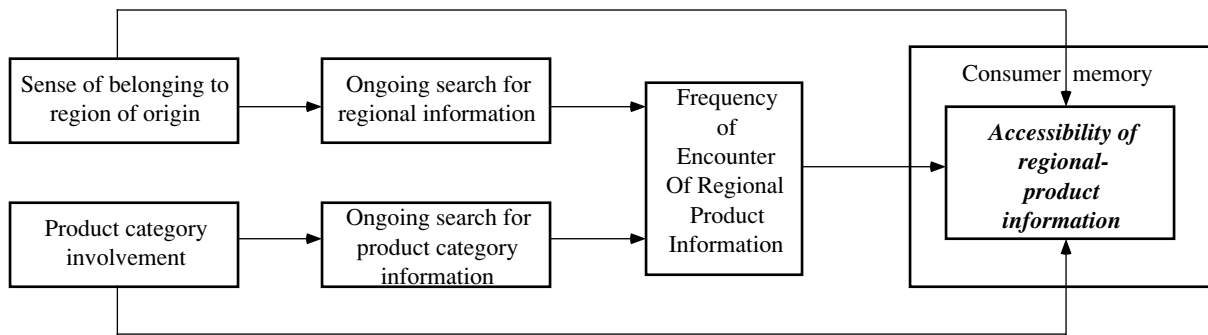 Sense of belonging to
region of origin
Ongoing search for
regional information
Product category
involvement
Ongoing search for
product category
information
Frequency
of
Encounter
Of Regional
Product
Information
Consumer memory
Accessibility of
regional-
product
information